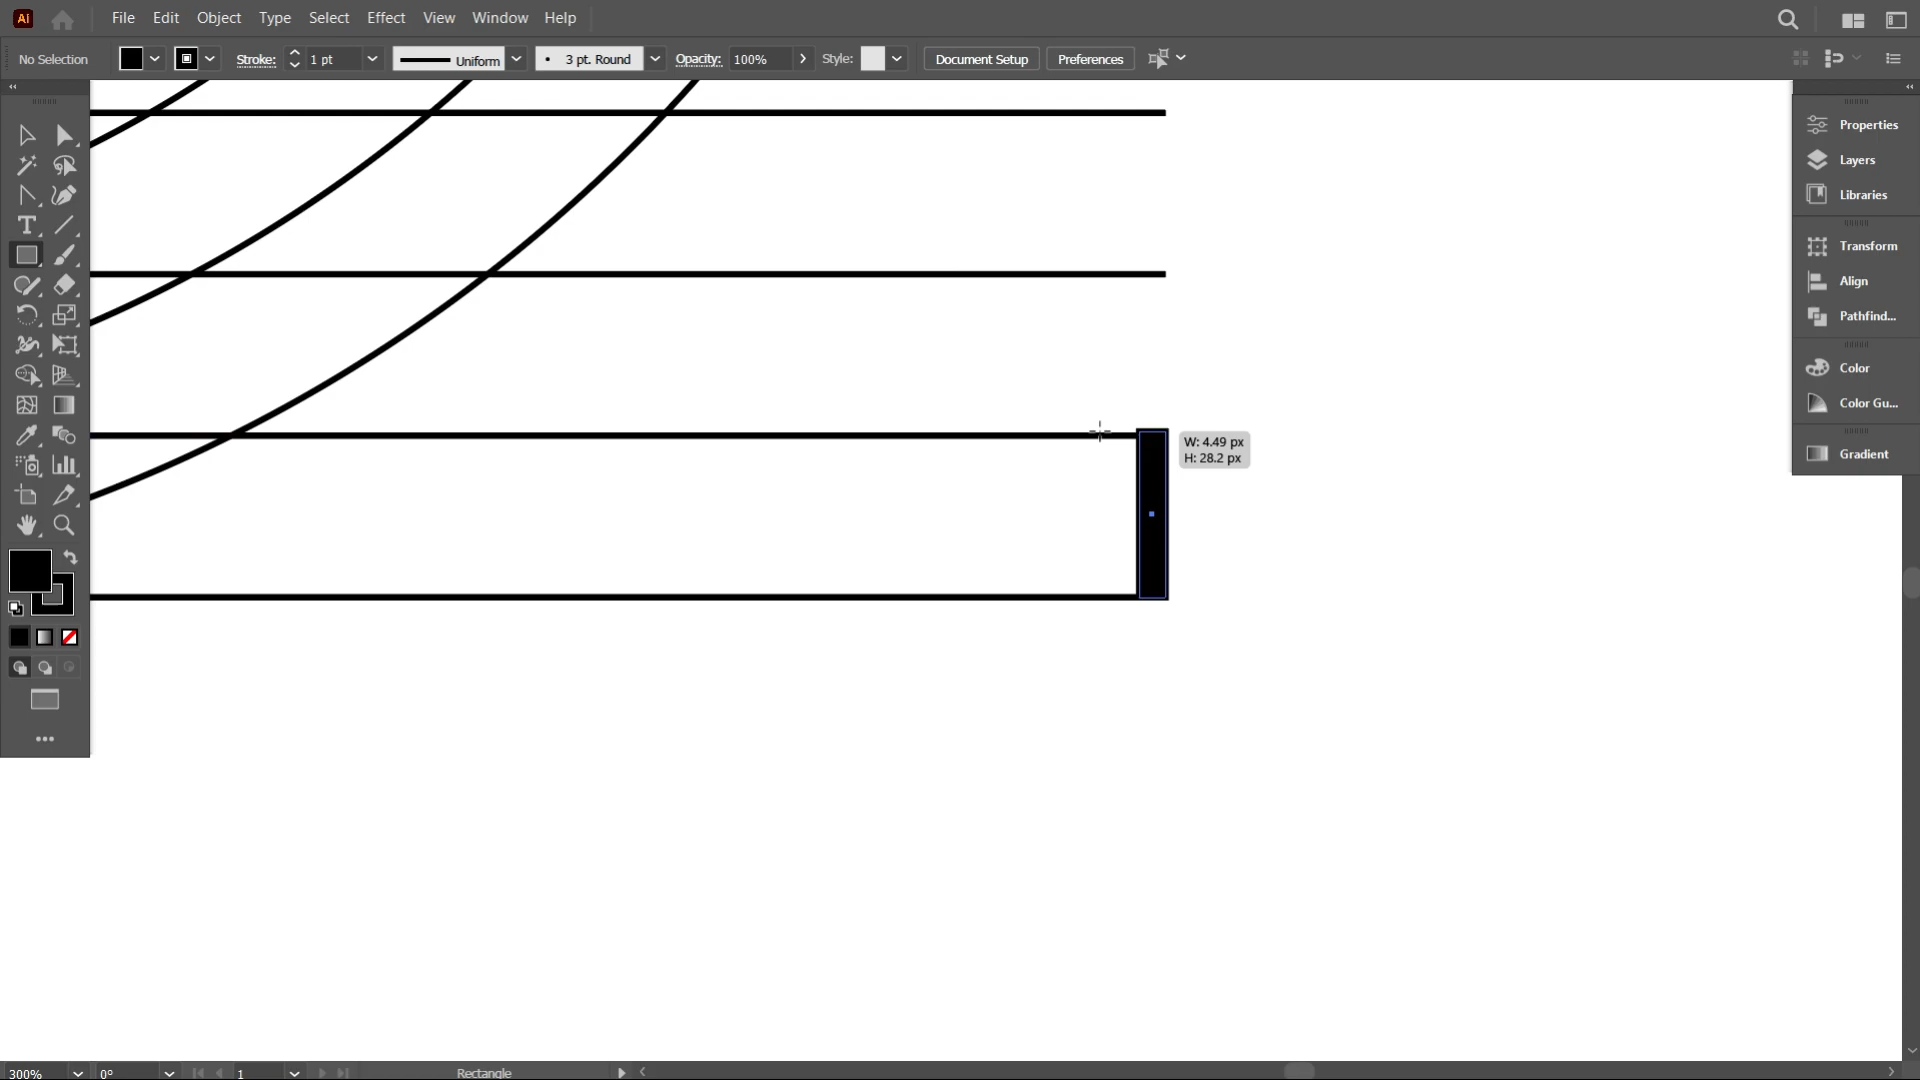 Ai File Edit Object Type Select Effect View Window Help
No Selection Stroke: 1 pt Uniform 3 pt. Round Opacity: 100% Style: Document Setup Preferences
Properties
Layers
Libraries
Transform
Align
Pathfind...
Color
Color Gu...
Gradient
W: 4.49 px
H: 28.2 px
300% 0° 1 Rectangle